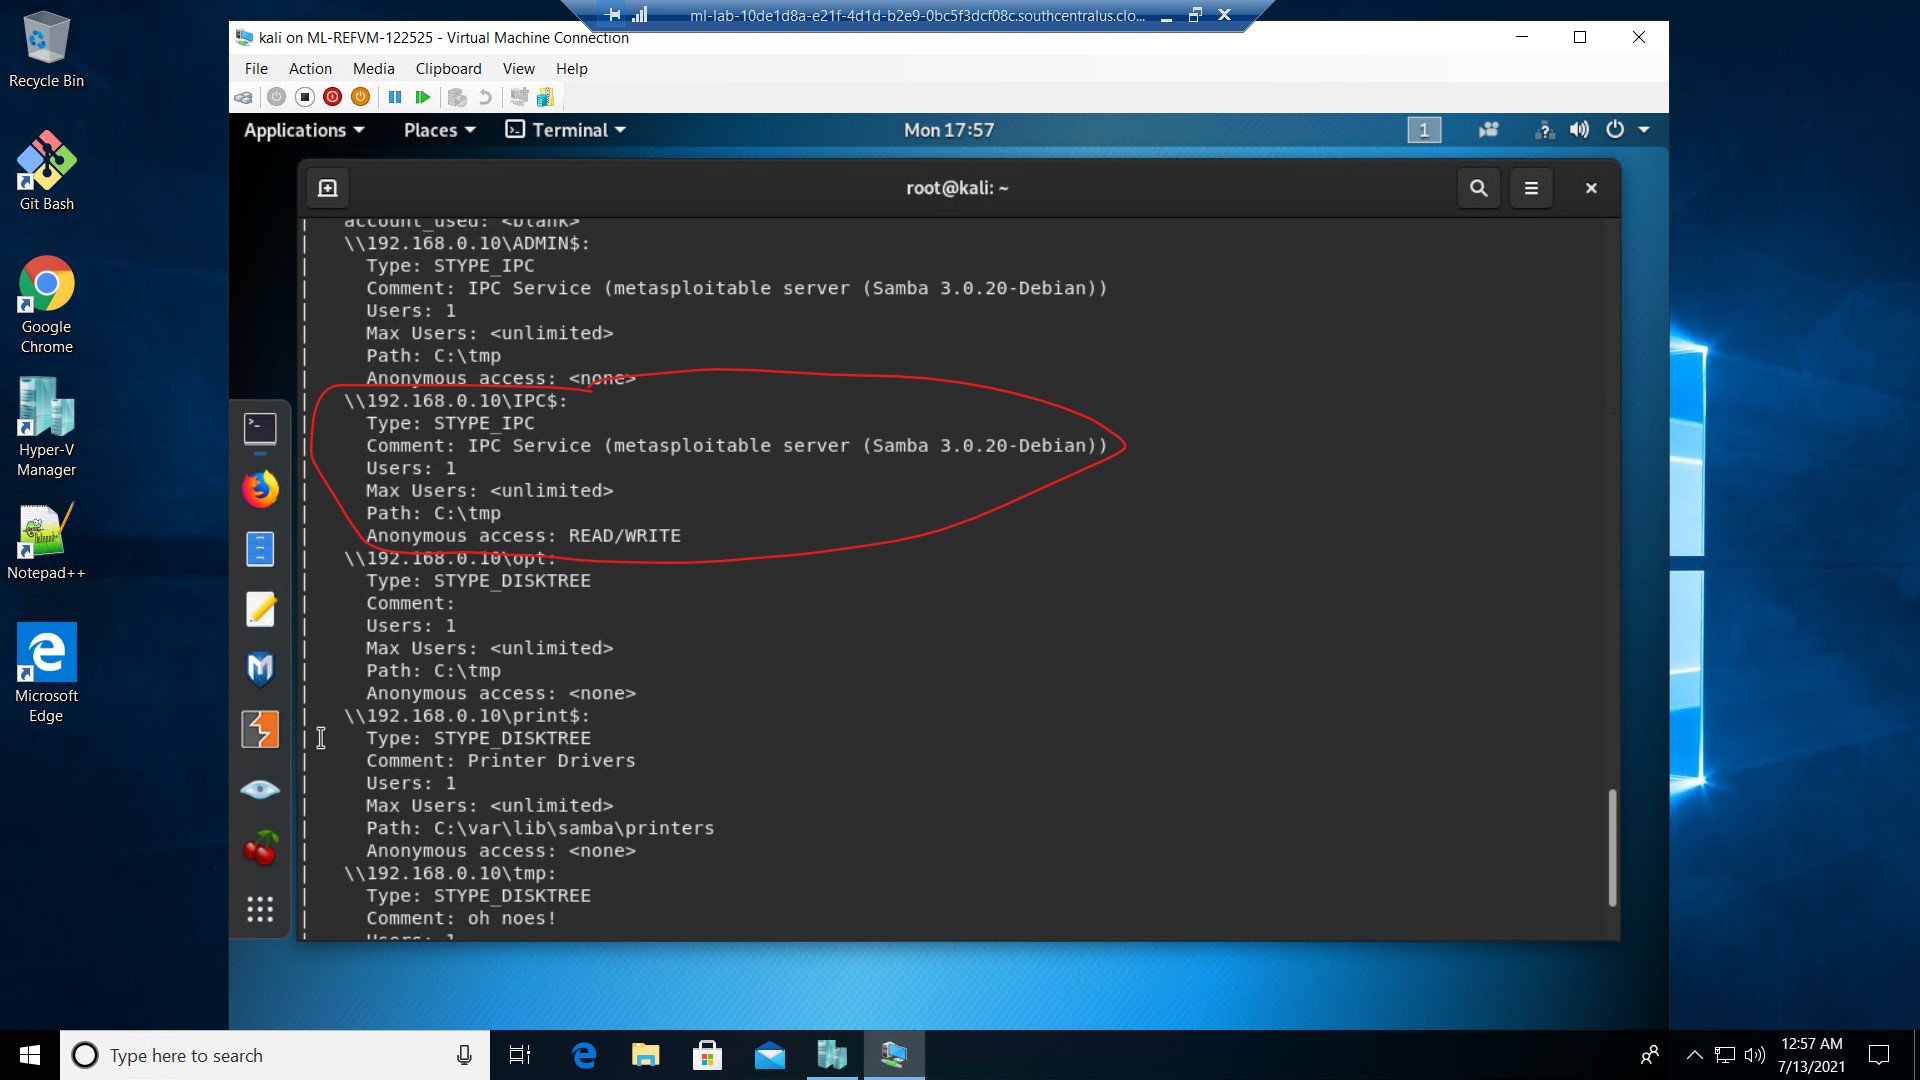 ml-lab-10de1d8a-e21f-4d1d-b2e9-0bc5f3dcf08c.southcentralus.clo...
kali on ML-REFVM-122525 - Virtual Machine Connection
File Action Media Clipboard View Help
Applications Places Terminal Mon 17:57 1
root@kali: ~
account_used: <blank>
| \\192.168.0.10\ADMIN$:
| Type: STYPE_IPC
| Comment: IPC Service (metasploitable server (Samba 3.0.20-Debian))
| Users: 1
| Max Users: <unlimited>
| Path: C:\tmp
| Anonymous access: <none>
| \\192.168.0.10\IPC$:
| Type: STYPE_IPC
| Comment: IPC Service (metasploitable server (Samba 3.0.20-Debian))
| Users: 1
| Max Users: <unlimited>
| Path: C:\tmp
| Anonymous access: READ/WRITE
| \\192.168.0.10\opt:
| Type: STYPE_DISKTREE
| Comment:
| Users: 1
| Max Users: <unlimited>
| Path: C:\tmp
| Anonymous access: <none>
| \\192.168.0.10\print$:
| Type: STYPE_DISKTREE
| Comment: Printer Drivers
| Users: 1
| Max Users: <unlimited>
| Path: C:\var\lib\samba\printers
| Anonymous access: <none>
| \\192.168.0.10\tmp:
| Type: STYPE_DISKTREE
| Comment: oh noes!
| Users: 1
Recycle Bin
Git Bash
Google
Chrome
Hyper-V
Manager
Notepad++
Microsoft
Edge
Type here to search
12:57 AM
7/13/2021